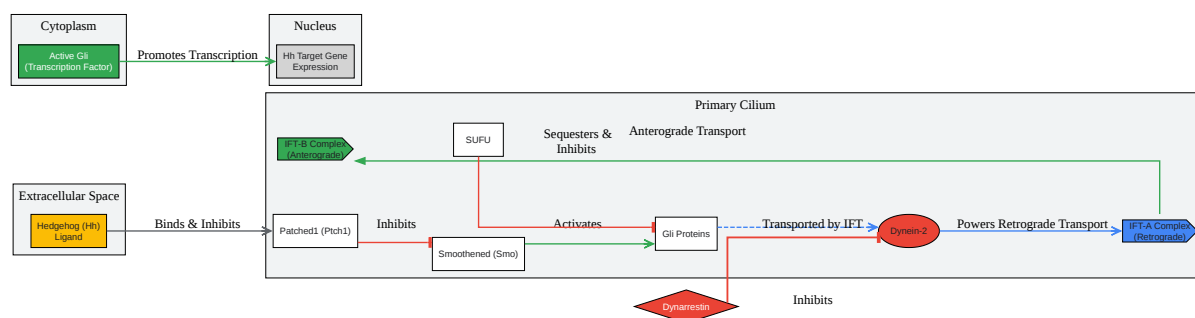 Cytoplasm
Active Gli
(Transcription Factor)
Promotes Transcription
Nucleus
Hh Target Gene
Expression
Primary Cilium
IFT-B Complex
(Anterograde)
SUFU
Sequesters &
Inhibits
Anterograde Transport
Extracellular Space
Hedgehog (Hh)
Ligand
Binds & Inhibits
Patched1 (Ptch1)
Inhibits
Smoothened (Smo)
Activates
Gli Proteins
Transported by IFT
Dynein-2
Powers Retrograde Transport
IFT-A Complex
(Retrograde)
Dynarrestin
Inhibits